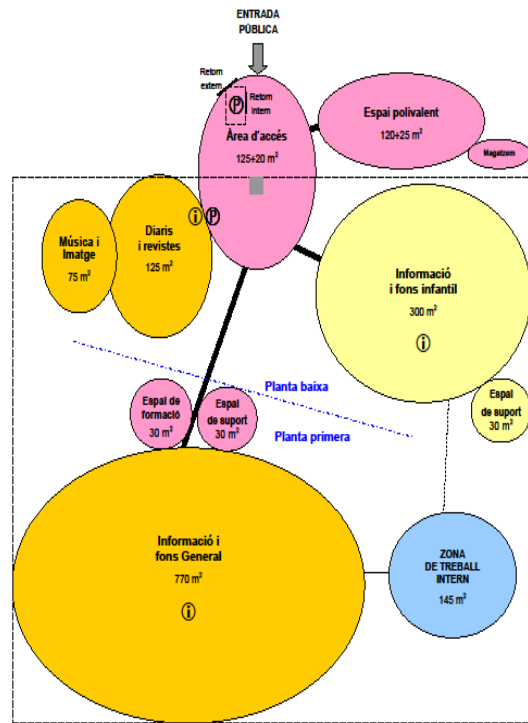 ENTRADA
PÚBLICA
Retorn
extern
Retorn
intern
P
Àrea d'accés
125+20 m²
Espai polivalent
120+25 m²
Magatzem
i P
Música i
Imatge
75 m²
Diaris
i revistes
125 m²
Informació
i fons infantil
300 m²
i
Planta baixa
Planta primera
Espai de
formació
30 m²
Espai
de suport
30 m²
Espai
de suport
30 m²
Informació i
fons General
770 m²
i
ZONA
DE TREBALL
INTERN
145 m²